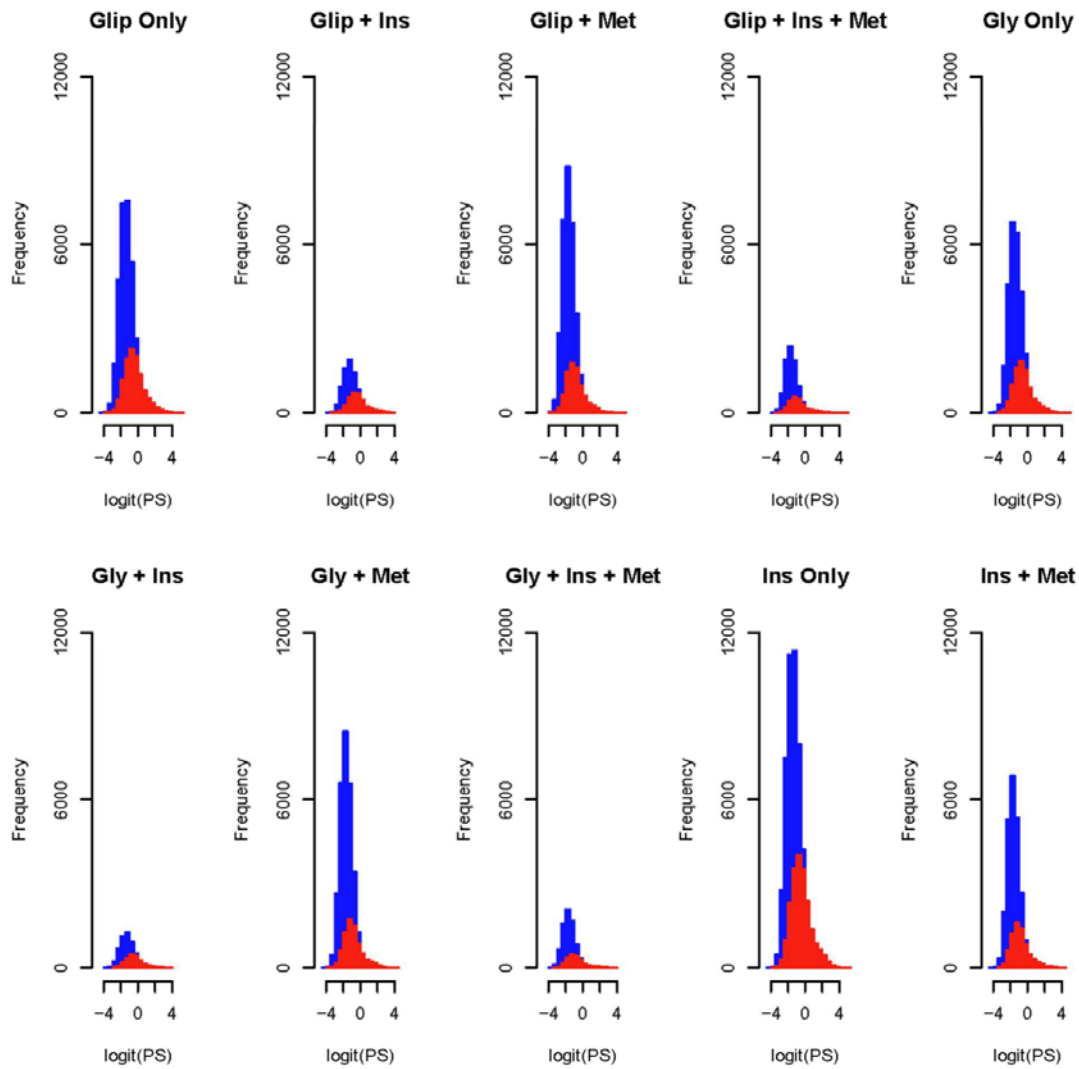 Glip Only
Glip + Ins
Glip + Met
Glip + Ins + Met
Gly Only
Frequency
12000
6000
0
Frequency
12000
6000
0
Frequency
12000
6000
0
Frequency
12000
6000
0
Frequency
12000
6000
0
−4 0 4
−4 0 4
−4 0 4
−4 0 4
−4 0 4
logit(PS)
logit(PS)
logit(PS)
logit(PS)
logit(PS)
Gly + Ins
Gly + Met
Gly + Ins + Met
Ins Only
Ins + Met
Frequency
12000
6000
0
Frequency
12000
6000
0
Frequency
12000
6000
0
Frequency
12000
6000
0
Frequency
12000
6000
0
−4 0 4
−4 0 4
−4 0 4
−4 0 4
−4 0 4
logit(PS)
logit(PS)
logit(PS)
logit(PS)
logit(PS)